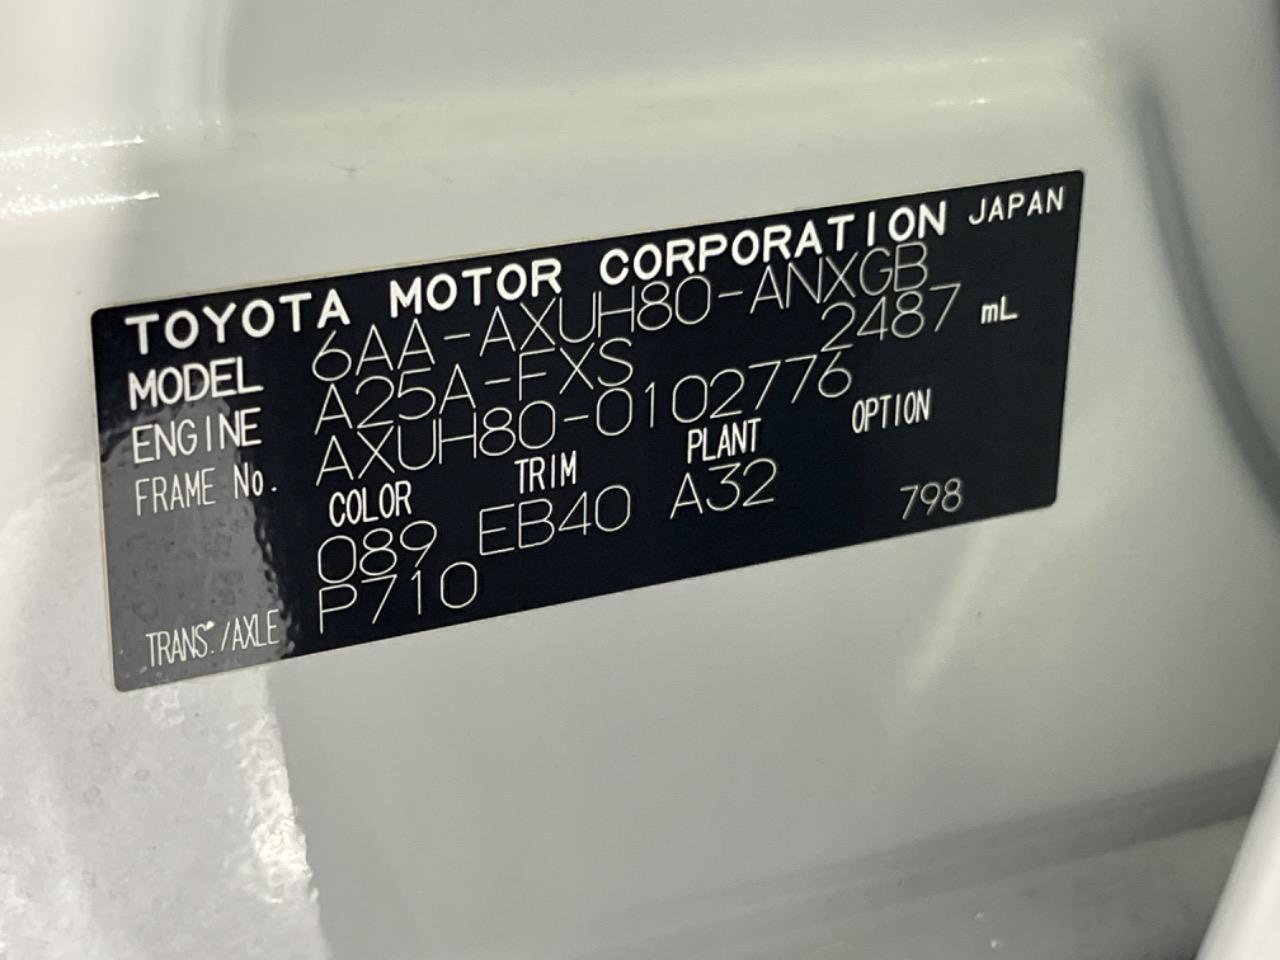 TOYOTA MOTOR CORPORATION JAPAN
MODEL 6AA-AXUH80-ANXGB
ENGINE A25A-FXS 2487 mL
FRAME No. AXUH80-0102776
COLOR TRIM PLANT OPTION
089 EB40 A32 798
TRANS./AXLE P710